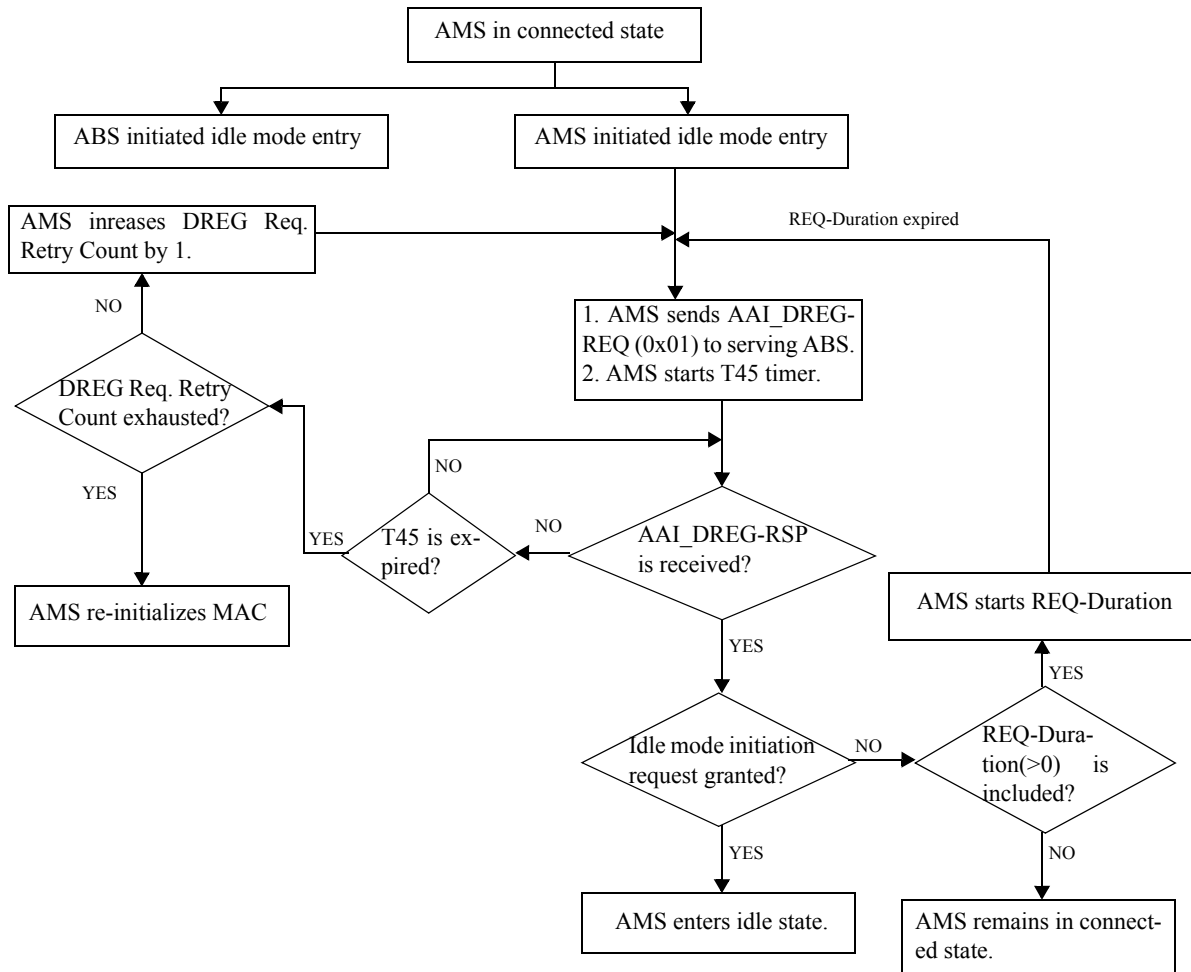 AMS in connected state
ABS initiated idle mode entry
AMS initiated idle mode entry
AMS inreases DREG Req.
Retry Count by 1.
REQ-Duration expired
NO
1. AMS sends AAI_DREG-
REQ (0x01) to serving ABS.
2. AMS starts T45 timer.
DREG Req. Retry
Count exhausted?
NO
YES
YES
T45 is ex-
pired?
NO
AAI_DREG-RSP
is received?
AMS re-initializes MAC
AMS starts REQ-Duration
YES
YES
Idle mode initiation
request granted?
NO
REQ-Dura-
tion(>0) is
included?
YES
NO
AMS enters idle state.
AMS remains in connect-
ed state.